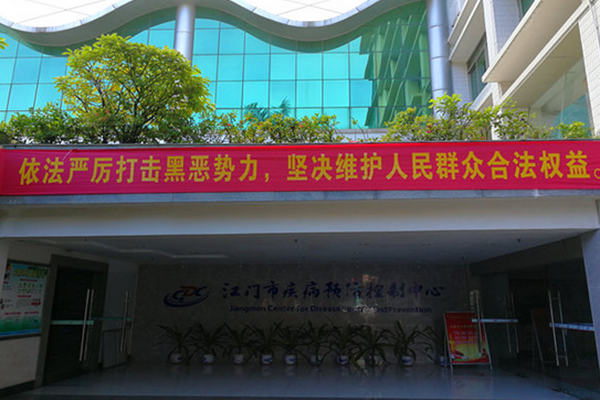 依法严厉打击黑恶势力，坚决维护人民群众合法权益。
CDC 江门市疾病预防控制中心
Jiangmen Center for Disease Control and Prevention